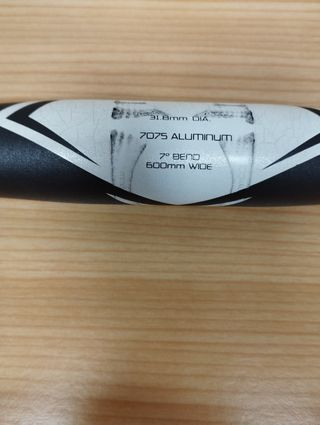 31.8mm DIA.
7075 ALUMINUM
7° BEND
600mm WIDE